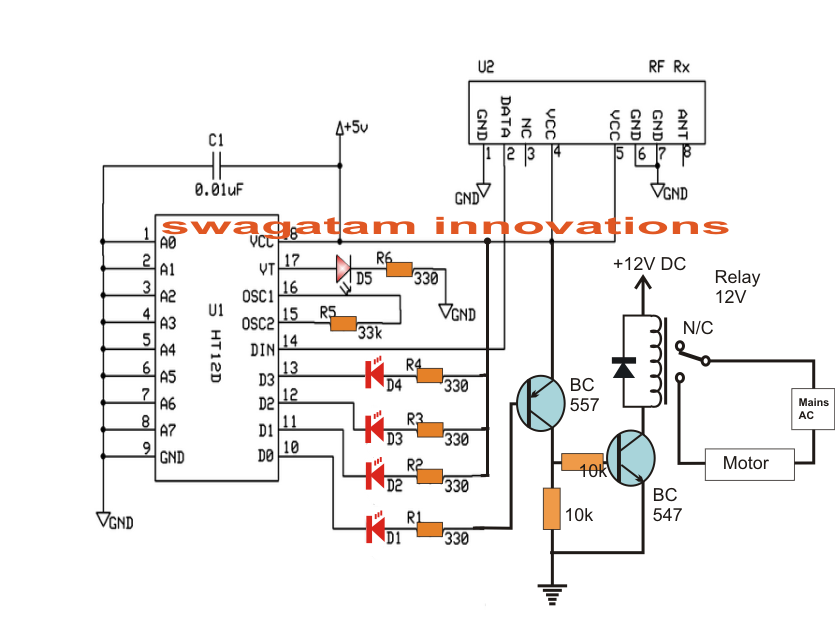 U2
RF Rx
GND
DATA
NC
VCC
VCC
GND
GND
ANT
1
2
3
4
5
6
7
8
GND
GND
C1
+5v
0.01uF
swagatam innovations
1
2
3
4
5
6
7
8
9
A0
A1
A2
A3
A4
A5
A6
A7
GND
GND
U1
HT12D
VCC
VT
OSC1
OSC2
DIN
D3
D2
D1
D0
18
17
16
15
14
13
12
11
10
D5
R6
330
GND
R5
33k
D4
R4
330
D3
R3
330
D2
R2
330
D1
R1
330
BC
557
10k
10k
BC
547
+12V DC
Relay
12V
N/C
Mains
AC
Motor